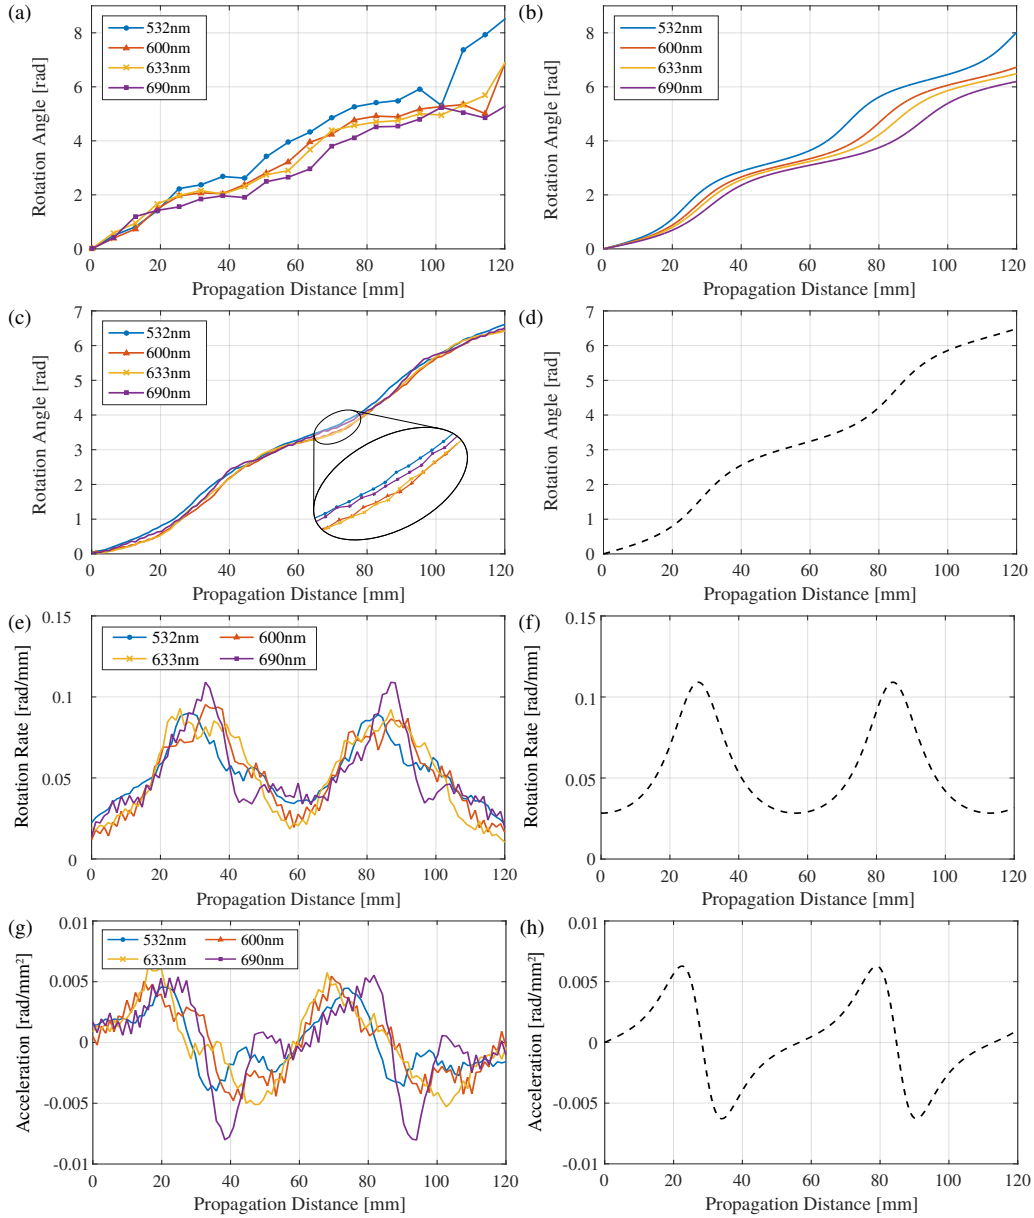 (a)
Rotation Angle [rad]
8
6
4
2
0
532nm
600nm
633nm
690nm
0 20 40 60 80 100 120
Propagation Distance [mm]
(b)
Rotation Angle [rad]
8
6
4
2
0
532nm
600nm
633nm
690nm
0 20 40 60 80 100 120
Propagation Distance [mm]
(c)
Rotation Angle [rad]
7
6
5
4
3
2
1
0
532nm
600nm
633nm
690nm
0 20 40 60 80 100 120
Propagation Distance [mm]
(d)
Rotation Angle [rad]
7
6
5
4
3
2
1
0
0 20 40 60 80 100 120
Propagation Distance [mm]
(e)
Rotation Rate [rad/mm]
0.15
0.1
0.05
0
532nm 600nm
633nm 690nm
0 20 40 60 80 100 120
Propagation Distance [mm]
(f)
Rotation Rate [rad/mm]
0.15
0.1
0.05
0
0 20 40 60 80 100 120
Propagation Distance [mm]
(g)
Acceleration [rad/mm²]
0.01
0.005
0
-0.005
-0.01
532nm 600nm
633nm 690nm
0 20 40 60 80 100 120
Propagation Distance [mm]
(h)
Acceleration [rad/mm²]
0.01
0.005
0
-0.005
-0.01
0 20 40 60 80 100 120
Propagation Distance [mm]